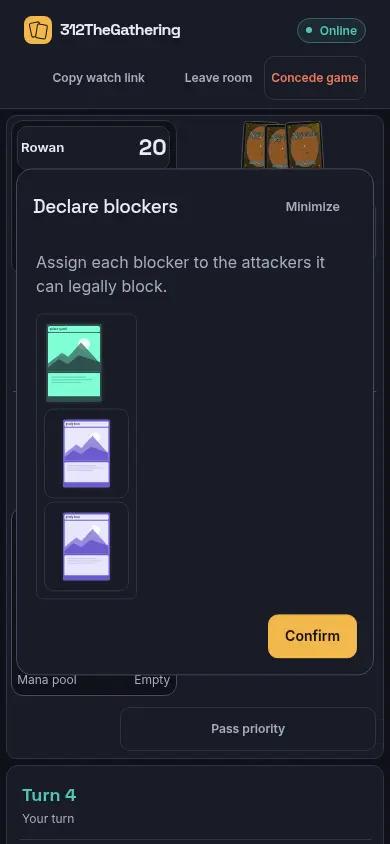 312TheGathering
Online
Copy watch link
Leave room
Concede game
Rowan
20
Declare blockers
Minimize
Assign each blocker to the attackers it
can legally block.
Confirm
Mana pool
Empty
Pass priority
Turn 4
Your turn